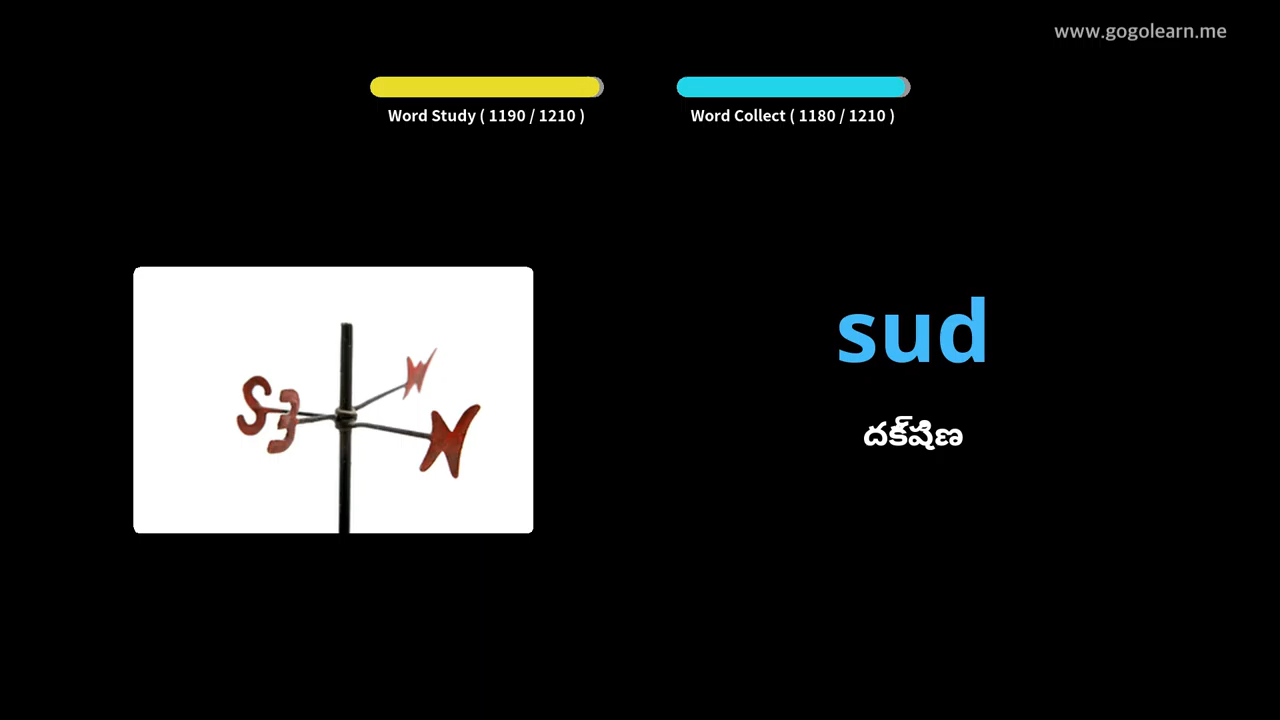 www.gogolearn.me
Word Study ( 1190 / 1210 )
Word Collect ( 1180 / 1210 )
S E N N
sud
దక్‌షిణ